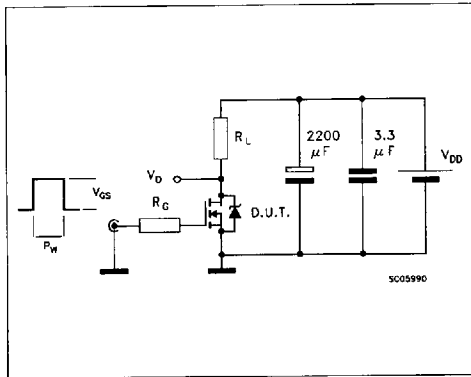 R_L
2200
µF
3.3
µF
V_DD
V_D
V_GS
R_G
D.U.T.
P_W
SC05990